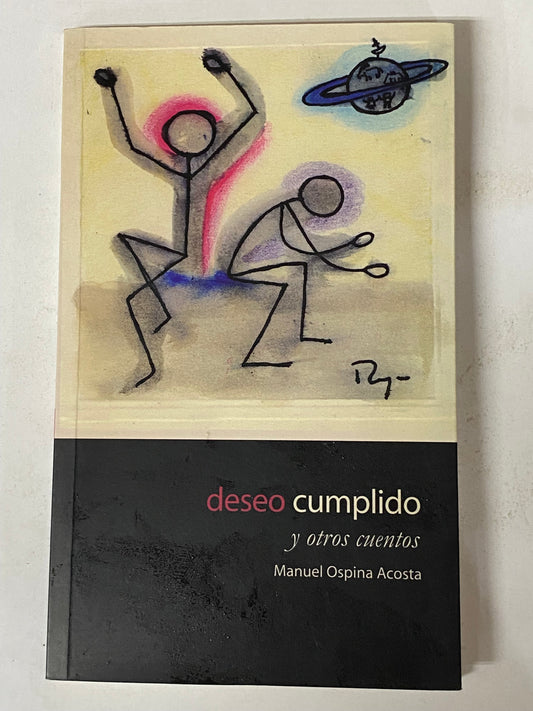 deseo cumplido
y otros cuentos
Manuel Ospina Acosta